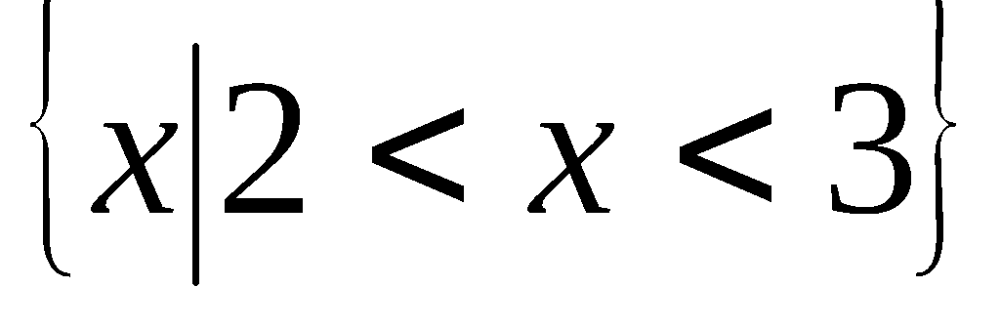 {x|2 < x < 3}